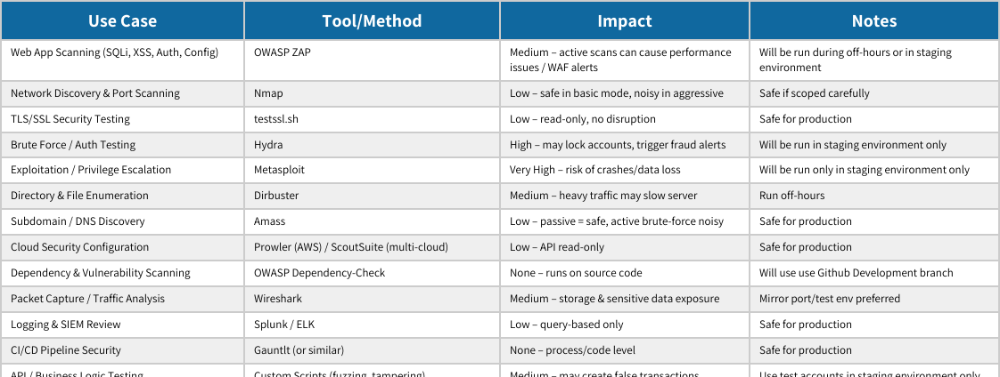 Use Case Tool/Method Impact Notes
Web App Scanning (SQLi, XSS, Auth, Config) OWASP ZAP Medium – active scans can cause performance issues / WAF alerts Will be run during off-hours or in staging environment
Network Discovery & Port Scanning Nmap Low – safe in basic mode, noisy in aggressive Safe if scoped carefully
TLS/SSL Security Testing testssl.sh Low – read-only, no disruption Safe for production
Brute Force / Auth Testing Hydra High – may lock accounts, trigger fraud alerts Will be run in staging environment only
Exploitation / Privilege Escalation Metasploit Very High – risk of crashes/data loss Will be run only in staging environment only
Directory & File Enumeration Dirbuster Medium – heavy traffic may slow server Run off-hours
Subdomain / DNS Discovery Amass Low – passive = safe, active brute-force noisy Safe for production
Cloud Security Configuration Prowler (AWS) / ScoutSuite (multi-cloud) Low – API read-only Safe for production
Dependency & Vulnerability Scanning OWASP Dependency-Check None – runs on source code Will use use Github Development branch
Packet Capture / Traffic Analysis Wireshark Medium – storage & sensitive data exposure Mirror port/test env preferred
Logging & SIEM Review Splunk / ELK Low – query-based only Safe for production
CI/CD Pipeline Security Gauntlt (or similar) None – process/code level Safe for production
API / Business Logic Testing Custom Scripts (fuzzing, tampering) Medium – may create false transactions Use test accounts in staging environment only